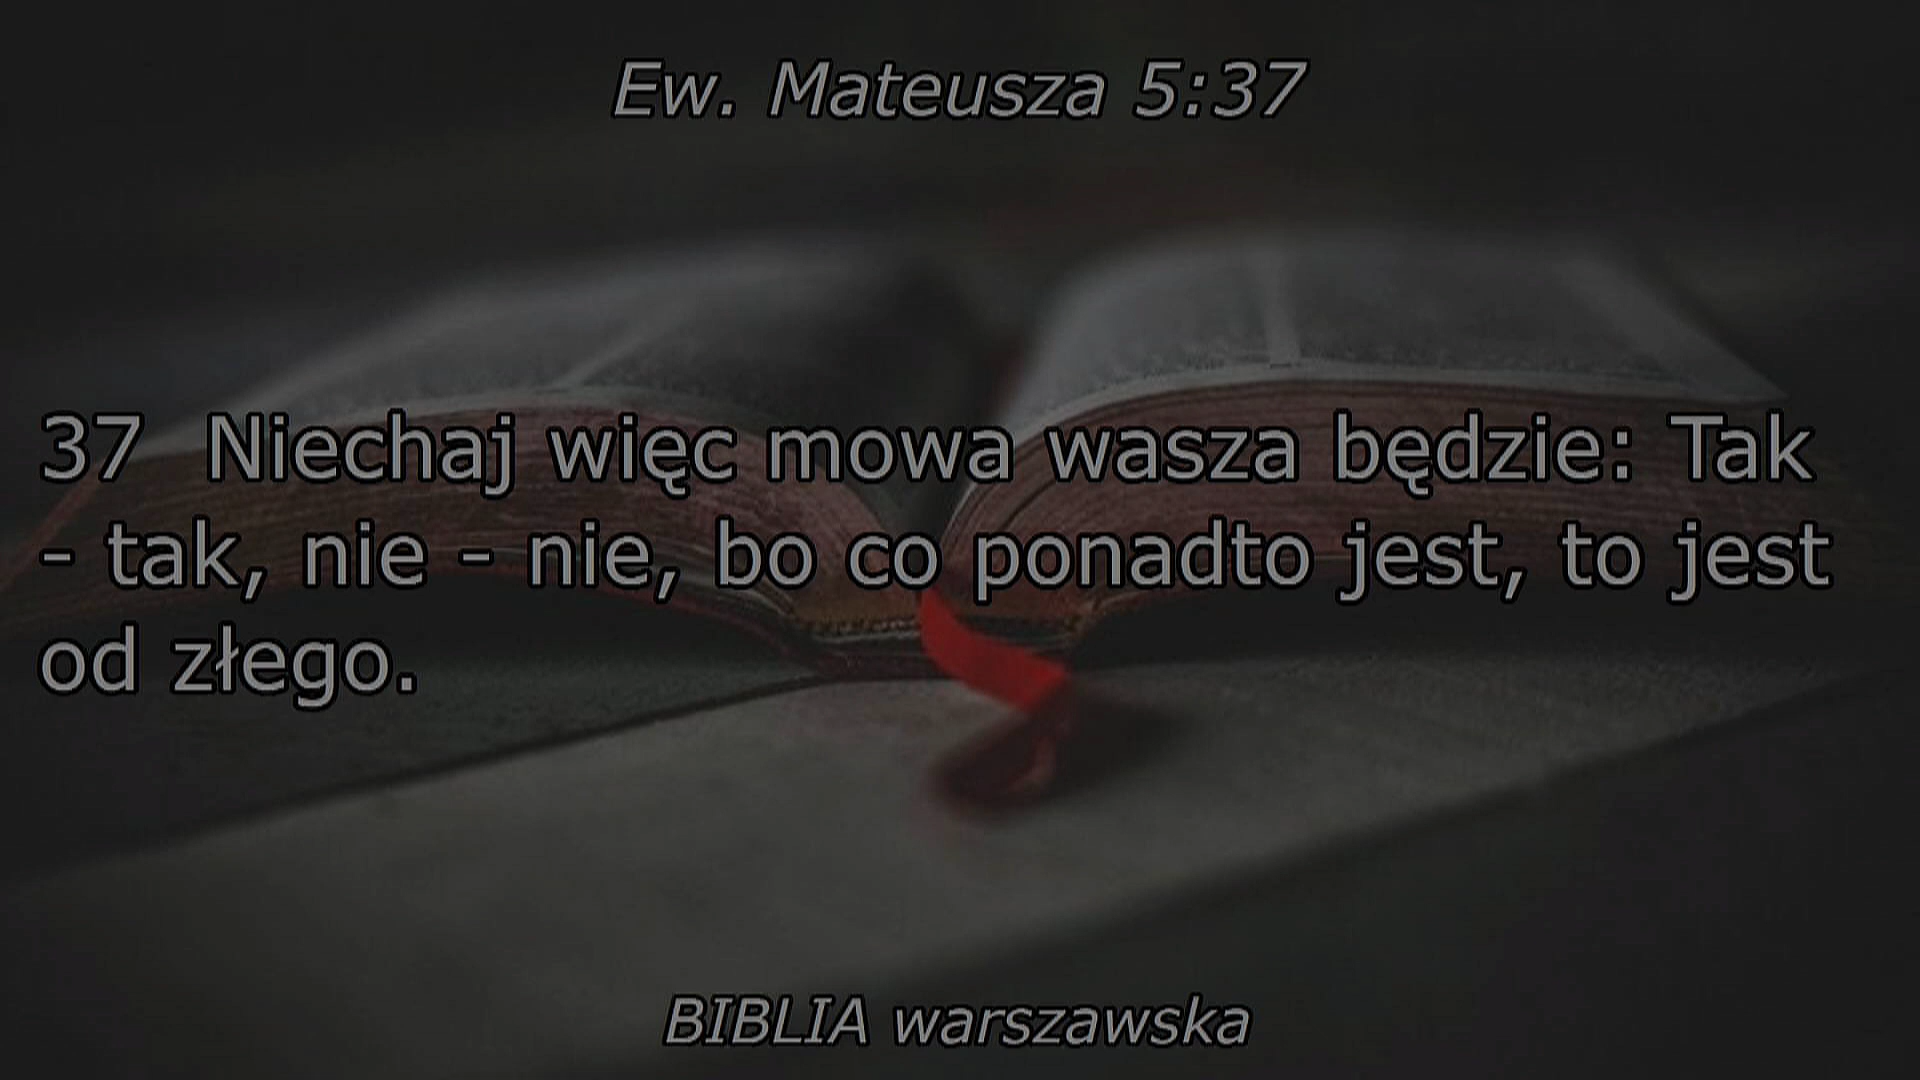 Ew. Mateusza 5:37
37 Niechaj więc mowa wasza będzie: Tak
- tak, nie - nie, bo co ponadto jest, to jest
od złego.
BIBLIA warszawska